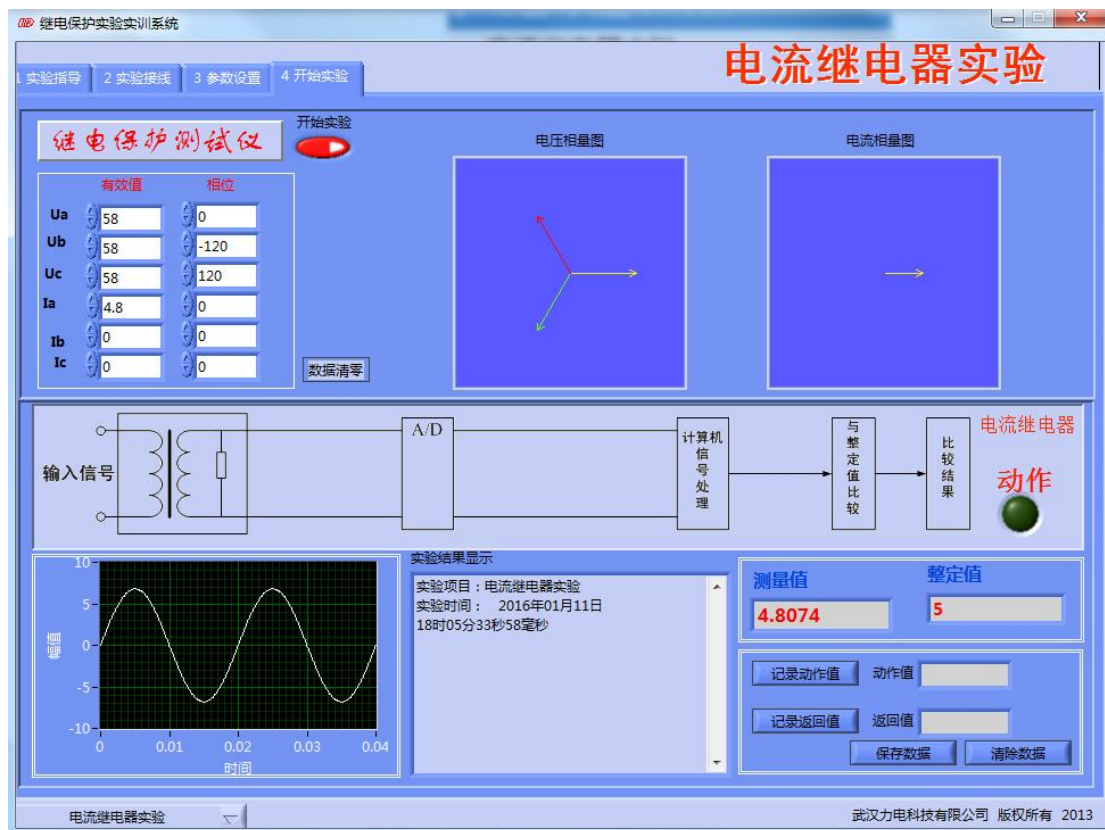 继电保护实验实训系统
电流继电器实验
1 实验指导 2 实验接线 3 参数设置 4 开始实验
继电保护测试仪
开始实验
有效值 相位
Ua 58 0
Ub 58 -120
Uc 58 120
Ia 4.8 0
Ib 0 0
Ic 0 0
数据清零
电压相量图
电流相量图
输入信号
A/D
计算机
信
号
处
理
与
整
定
值
比
较
比
较
结
果
电流继电器
动作
10
5
0
-5
-10
幅值
0 0.01 0.02 0.03 0.04
时间
实验结果显示
实验项目：电流继电器实验
实验时间： 2016年01月11日
18时05分33秒58毫秒
测量值 整定值
4.8074 5
记录动作值 动作值
记录返回值 返回值
保存数据 清除数据
电流继电器实验
武汉力电科技有限公司 版权所有 2013